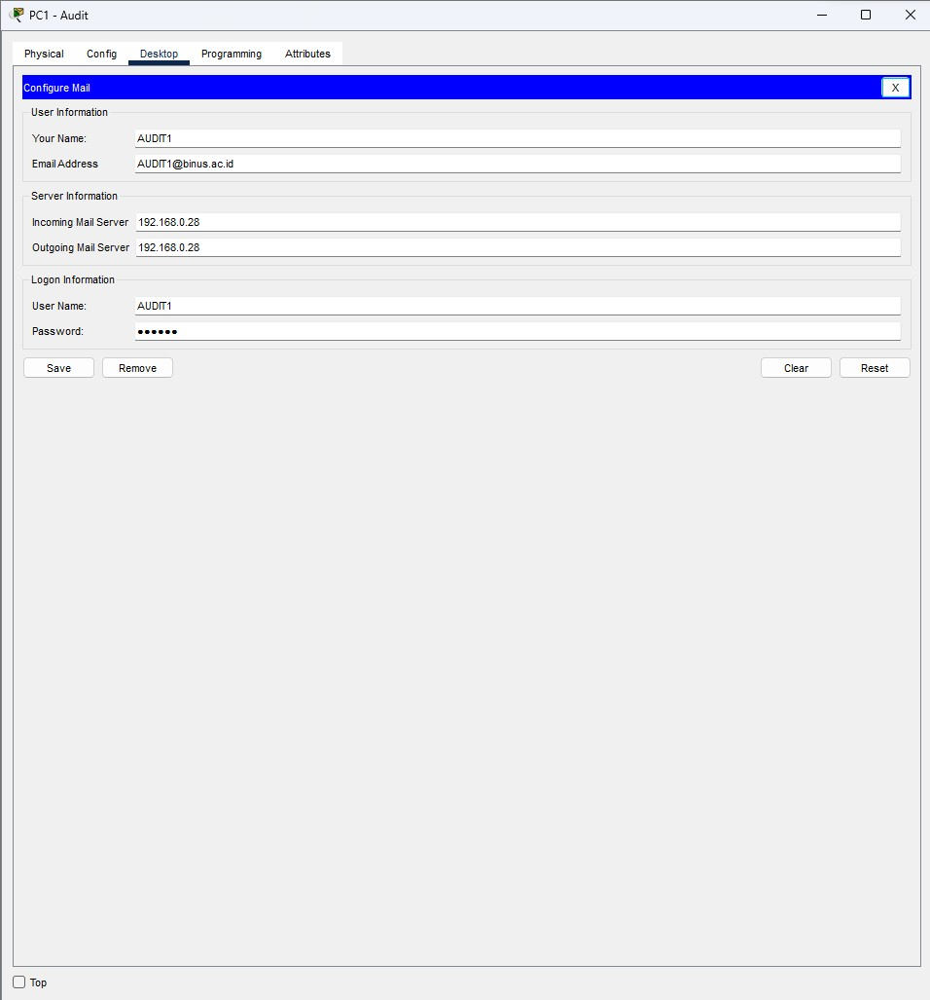 PC1 - Audit
Physical Config Desktop Programming Attributes
Configure Mail X
User Information
Your Name: AUDIT1
Email Address AUDIT1@binus.ac.id
Server Information
Incoming Mail Server 192.168.0.28
Outgoing Mail Server 192.168.0.28
Logon Information
User Name: AUDIT1
Password: ••••••
Save Remove Clear Reset
Top